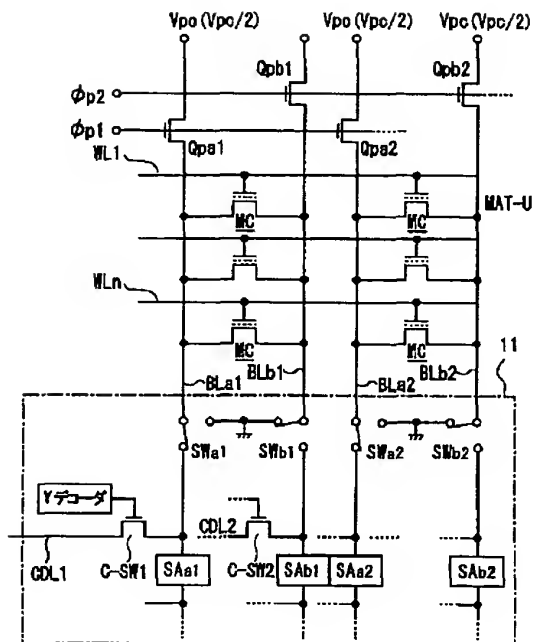 Vpc(Vpc/2) Vpc(Vpc/2) Vpc(Vpc/2)
Qpb1 Qpb2
Φp2
Φp1
Qpa1 Qpa2
WL1
MC MC MAT-U
WLn
MC MC
BLa1 BLb1 BLa2 BLb2 11
SWa1 SWb1 SWa2 SWb2
Yデコーダ
CDL2
CDL1 C-SW1 C-SW2
SAa1 SAb1 SAa2 SAb2